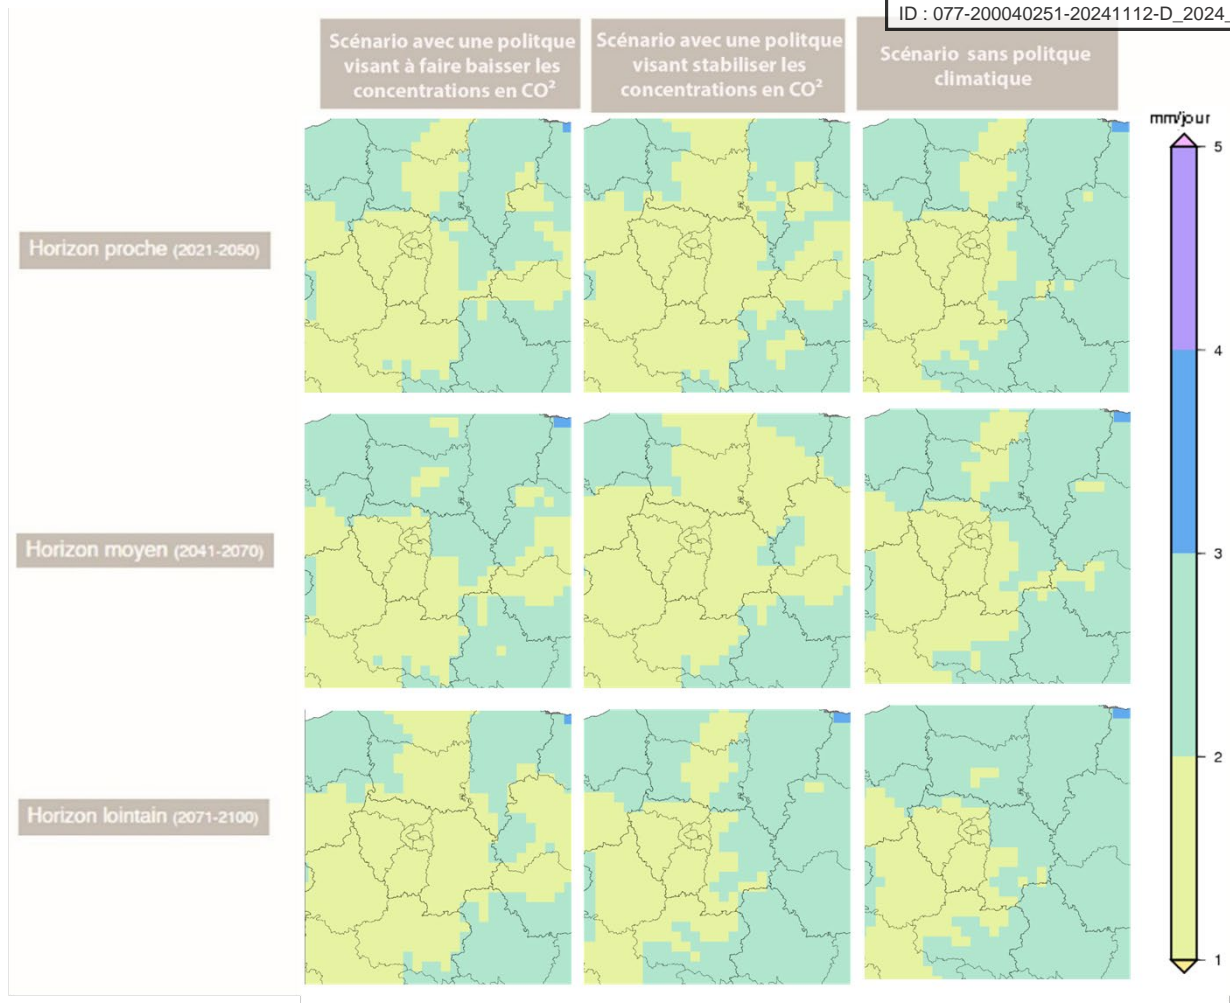 ID : 077-200040251-20241112-D_2024_
Scénario avec une politque
visant à faire baisser les
concentrations en CO²
Scénario avec une politque
visant stabiliser les
concentrations en CO²
Scénario sans politque
climatique
mm/jour
5
4
3
2
1
Horizon proche (2021-2050)
Horizon moyen (2041-2070)
Horizon lointain (2071-2100)